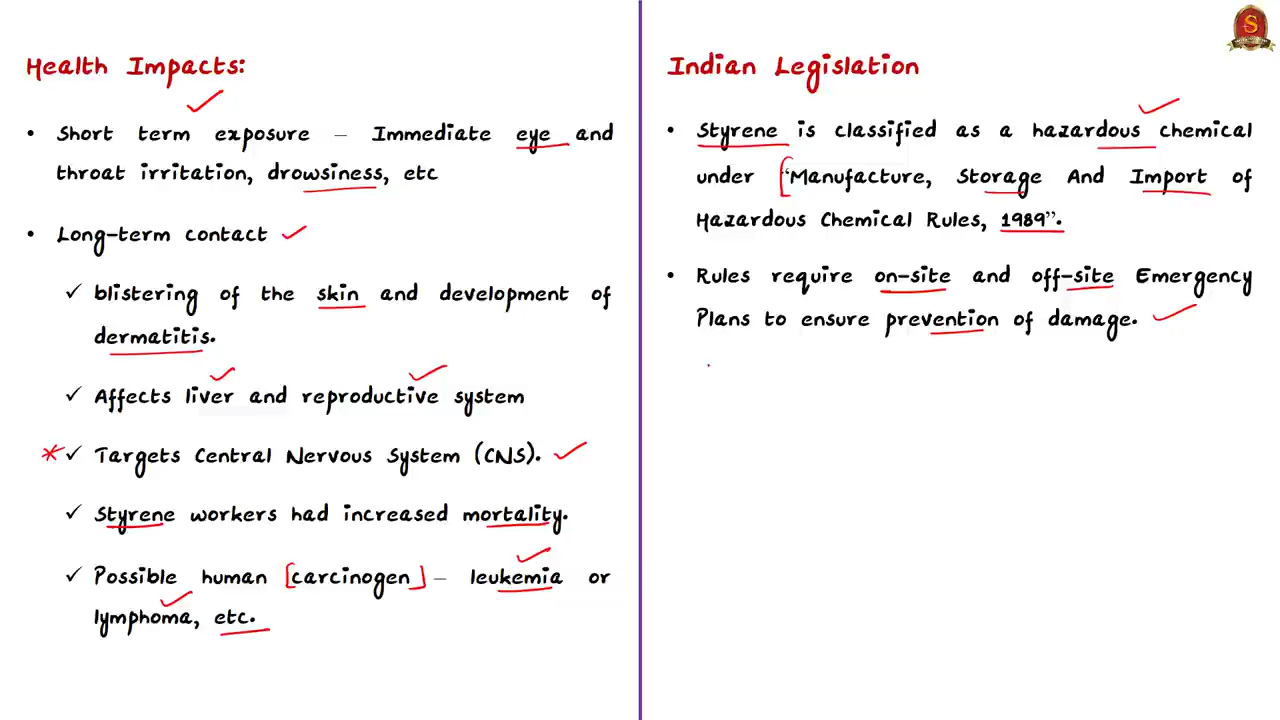 Health Impacts:
• Short term exposure – Immediate eye and
throat irritation, drowsiness, etc
• Long-term contact
✓ blistering of the skin and development of
dermatitis.
✓ Affects liver and reproductive system
* ✓ Targets Central Nervous System (CNS).
✓ Styrene workers had increased mortality.
✓ Possible human [carcinogen] – leukemia or
lymphoma, etc.
Indian Legislation
• Styrene is classified as a hazardous chemical
under [“Manufacture, Storage And Import of
Hazardous Chemical Rules, 1989”.
• Rules require on-site and off-site Emergency
Plans to ensure prevention of damage.
S